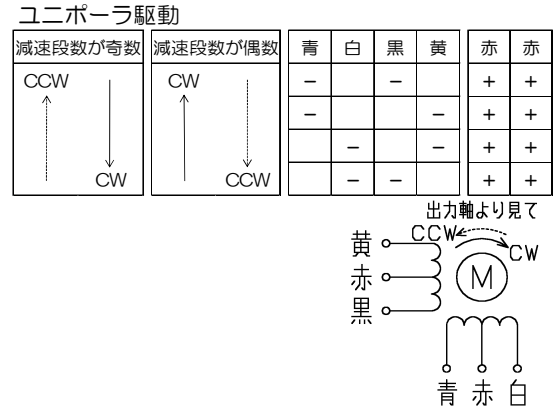 ユニポーラ駆動
減速段数が奇数 減速段数が偶数 青 白 黒 黄 赤 赤
CCW CW − − + +
− − + +
− − + +
CW CCW − − + +
出力軸より見て
CCW CW
黄
赤 M
黒
青 赤 白